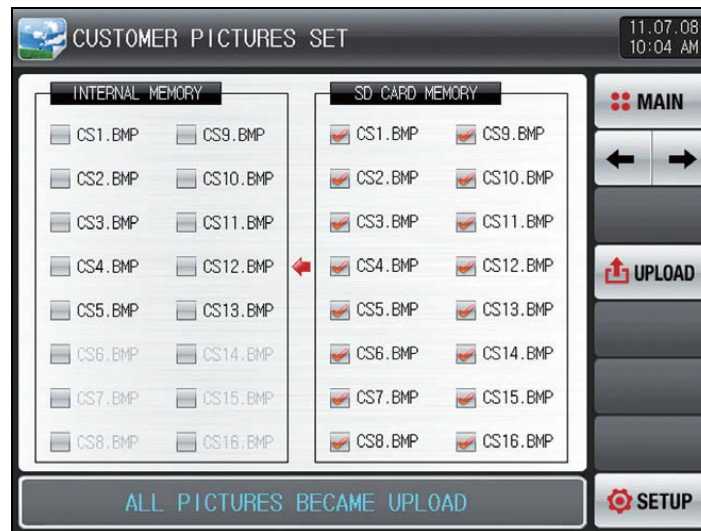 CUSTOMER PICTURES SET
11.07.08
10:04 AM
INTERNAL MEMORY
CS1.BMP CS9.BMP
CS2.BMP CS10.BMP
CS3.BMP CS11.BMP
CS4.BMP CS12.BMP
CS5.BMP CS13.BMP
CS6.BMP CS14.BMP
CS7.BMP CS15.BMP
CS8.BMP CS16.BMP
SD CARD MEMORY
CS1.BMP CS9.BMP
CS2.BMP CS10.BMP
CS3.BMP CS11.BMP
CS4.BMP CS12.BMP
CS5.BMP CS13.BMP
CS6.BMP CS14.BMP
CS7.BMP CS15.BMP
CS8.BMP CS16.BMP
MAIN
UPLOAD
SETUP
ALL PICTURES BECAME UPLOAD